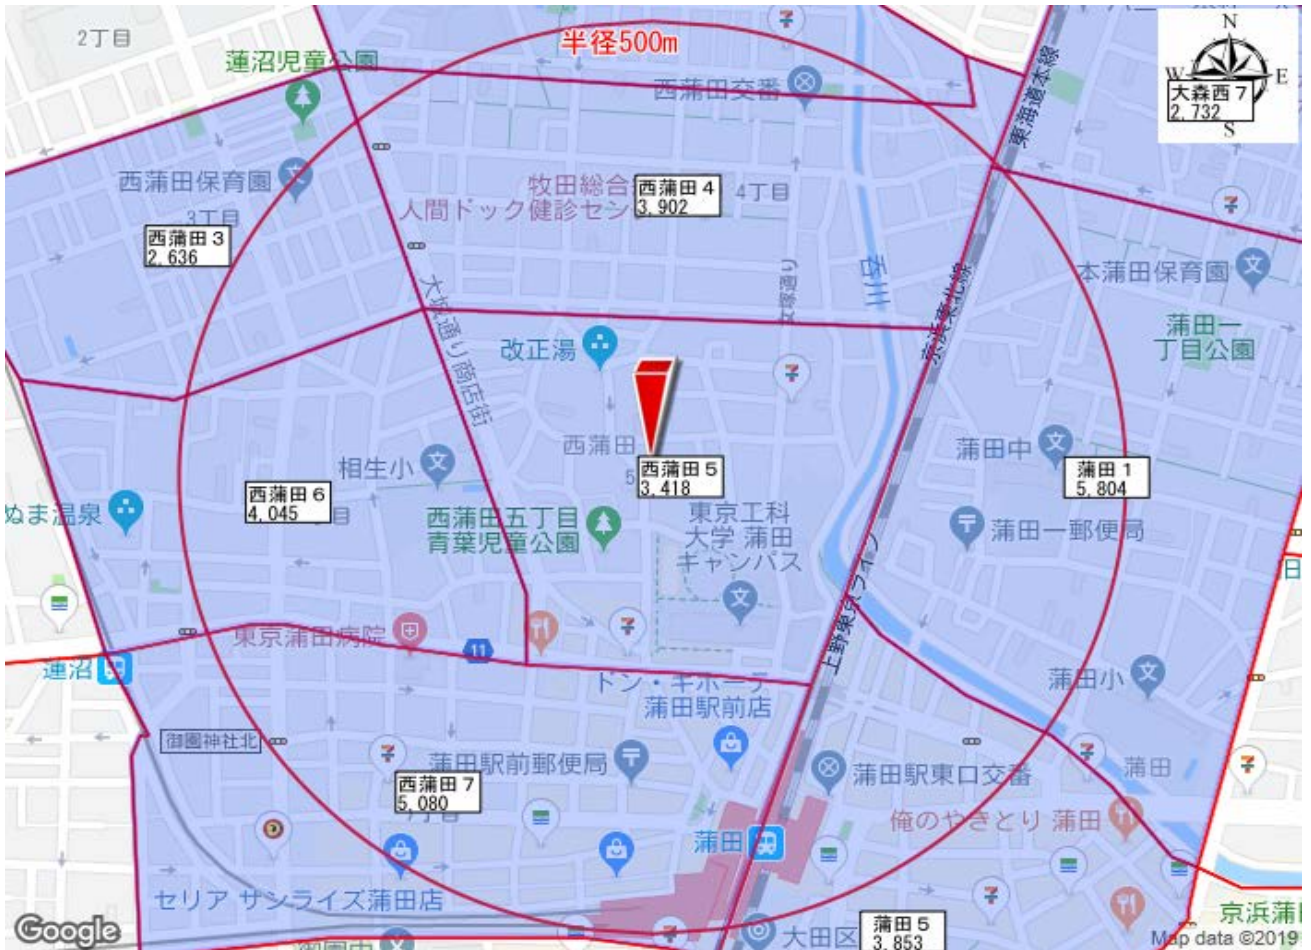 2丁目
蓮沼児童公園
半径500m
西蒲田交番
東海道本線
N
W
E
S
大森西７
2,732
西蒲田保育園
3丁目
西蒲田３
2,636
牧田総合
人間ドック健診セン
西蒲田４
3,902
4丁目
女塚通り
呑川
京浜東北線
本蒲田保育園
蒲田一
丁目公園
大城通り商店街
改正湯
西蒲田
相生小
西蒲田５
3,418
蒲田中
蒲田１
5,804
西蒲田６
4,045
ぬま温泉
西蒲田五丁目
青葉児童公園
東京工科
大学 蒲田
キャンパス
蒲田一郵便局
上野東京ライン
東京蒲田病院
11
蓮沼
ドン・キホーテ
蒲田駅前店
蒲田小
御園神社北
蒲田駅前郵便局
蒲田駅東口交番
蒲田
西蒲田７
5,080
俺のやきとり 蒲田
蒲田
セリア サンライズ蒲田店
蒲田５
3,853
大田区
京浜蒲田
Google
Map data ©2019